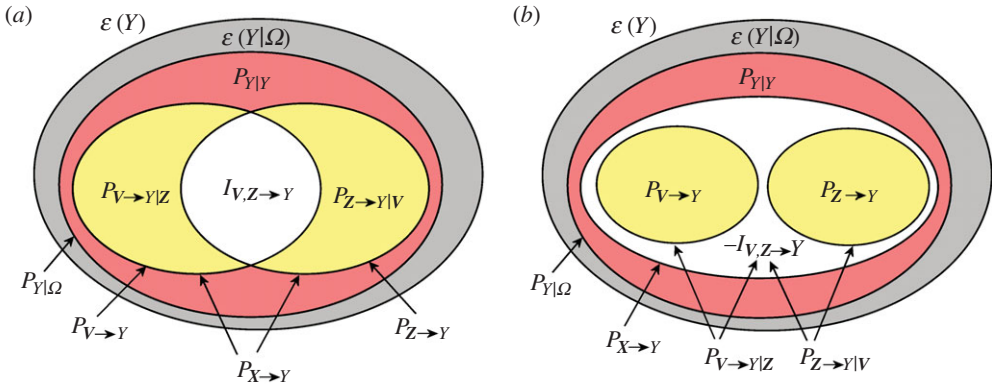 (a)
ε (Y)
ε (Y|Ω)
P_{Y|Y}
P_{V→Y|Z}
I_{V,Z→Y}
P_{Z→Y|V}
P_{Y|Ω}
P_{V→Y}
P_{X→Y}
P_{Z→Y}
(b)
ε (Y)
ε (Y|Ω)
P_{Y|Y}
P_{V→Y}
P_{Z→Y}
−I_{V,Z→Y}
P_{Y|Ω}
P_{X→Y}
P_{V→Y|Z}
P_{Z→Y|V}